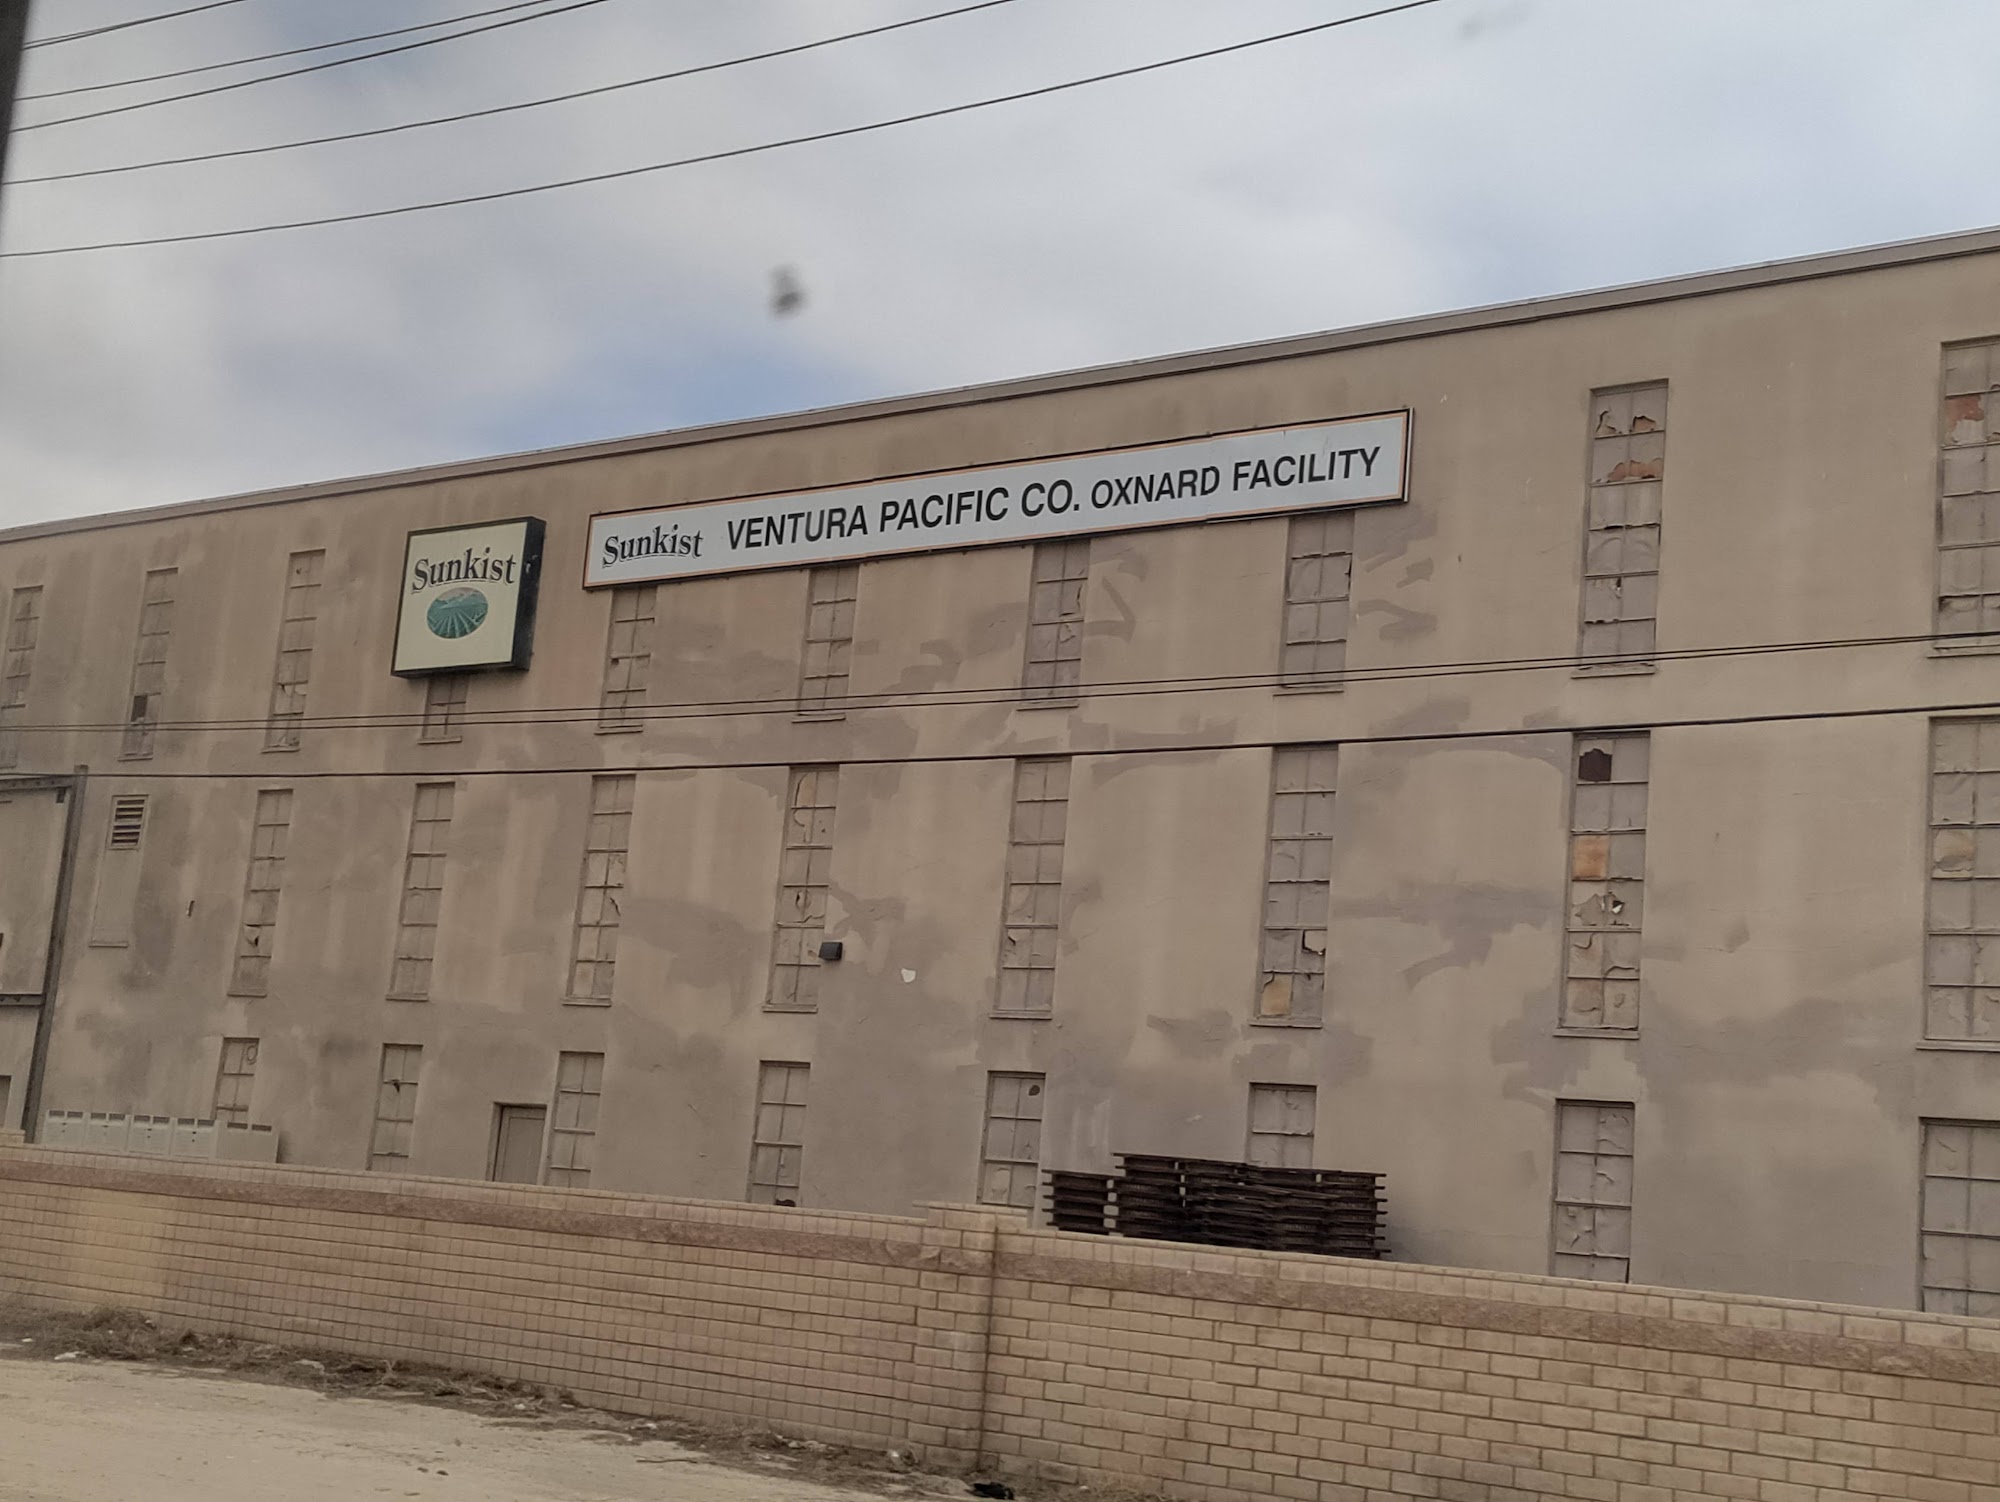 Sunkist
Sunkist VENTURA PACIFIC CO. OXNARD FACILITY